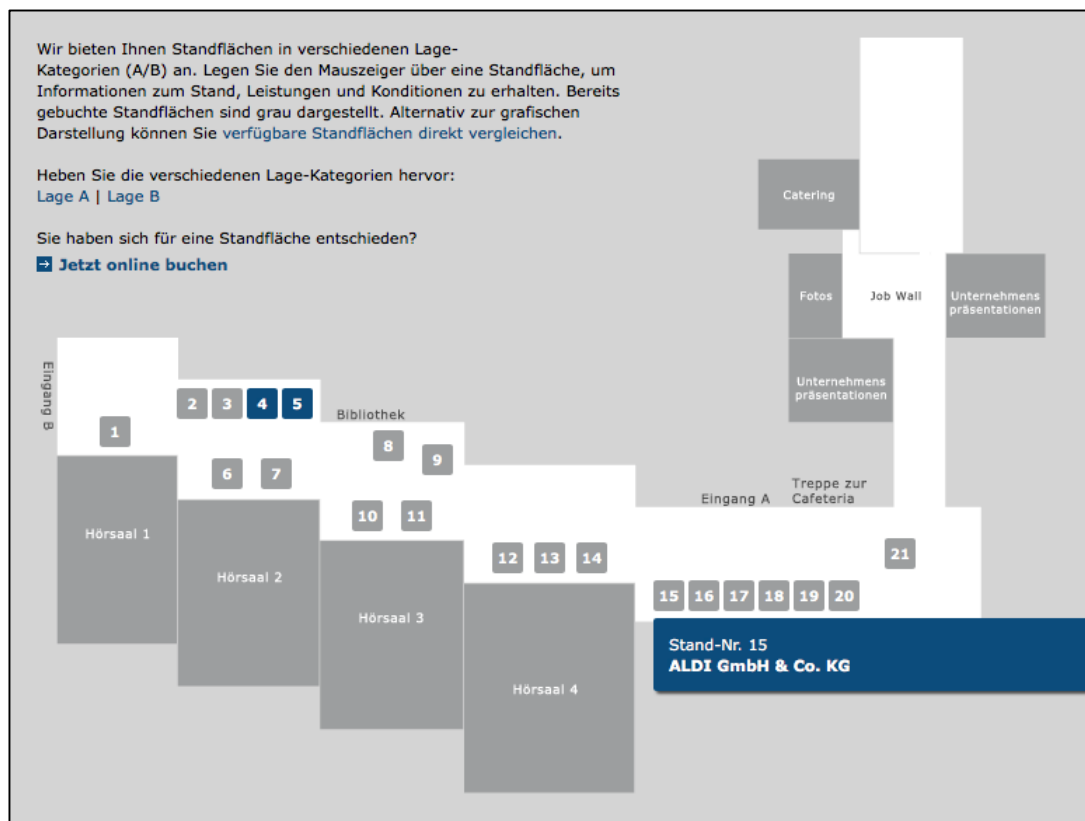 Wir bieten Ihnen Standflächen in verschiedenen Lage-
Kategorien (A/B) an. Legen Sie den Mauszeiger über eine Standfläche, um
Informationen zum Stand, Leistungen und Konditionen zu erhalten. Bereits
gebuchte Standflächen sind grau dargestellt. Alternativ zur grafischen
Darstellung können Sie verfügbare Standflächen direkt vergleichen.
Heben Sie die verschiedenen Lage-Kategorien hervor:
Lage A | Lage B
Sie haben sich für eine Standfläche entschieden?
Jetzt online buchen
Catering
Fotos
Job Wall
Unternehmens
präsentationen
Unternehmens
präsentationen
Eingang B
1
2 3 4 5
Bibliothek
6 7
8
9
10 11
12 13 14
Eingang A
Treppe zur
Cafeteria
21
15 16 17 18 19 20
Hörsaal 1
Hörsaal 2
Hörsaal 3
Hörsaal 4
Stand-Nr. 15
ALDI GmbH & Co. KG